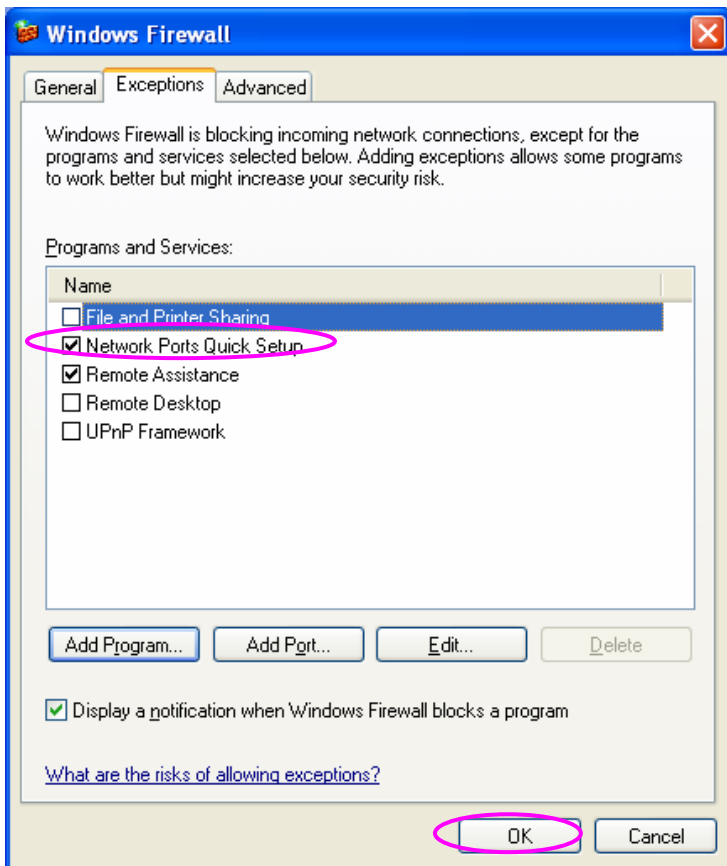 Windows Firewall
General Exceptions Advanced
Windows Firewall is blocking incoming network connections, except for the
programs and services selected below. Adding exceptions allows some programs
to work better but might increase your security risk.
Programs and Services:
Name
File and Printer Sharing
Network Ports Quick Setup
Remote Assistance
Remote Desktop
UPnP Framework
Add Program... Add Port... Edit... Delete
Display a notification when Windows Firewall blocks a program
What are the risks of allowing exceptions?
OK Cancel